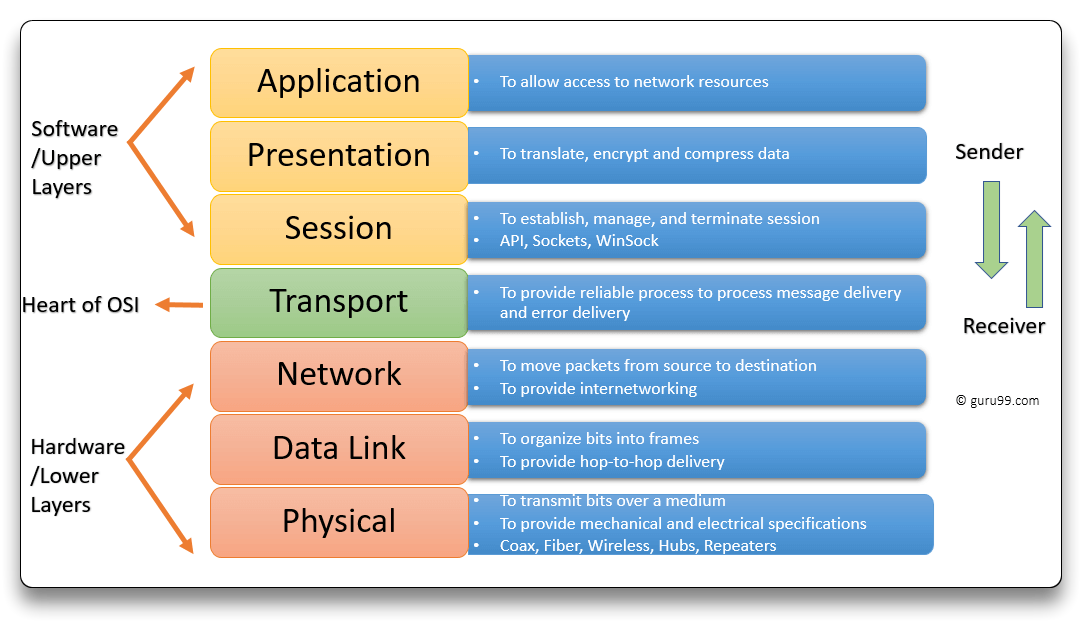 Software
/Upper
Layers
Heart of OSI
Hardware
/Lower
Layers
Application
To allow access to network resources
Presentation
To translate, encrypt and compress data
Session
To establish, manage, and terminate session
API, Sockets, WinSock
Transport
To provide reliable process to process message delivery
and error delivery
Network
To move packets from source to destination
To provide internetworking
Data Link
To organize bits into frames
To provide hop-to-hop delivery
Physical
To transmit bits over a medium
To provide mechanical and electrical specifications
Coax, Fiber, Wireless, Hubs, Repeaters
Sender
Receiver
© guru99.com